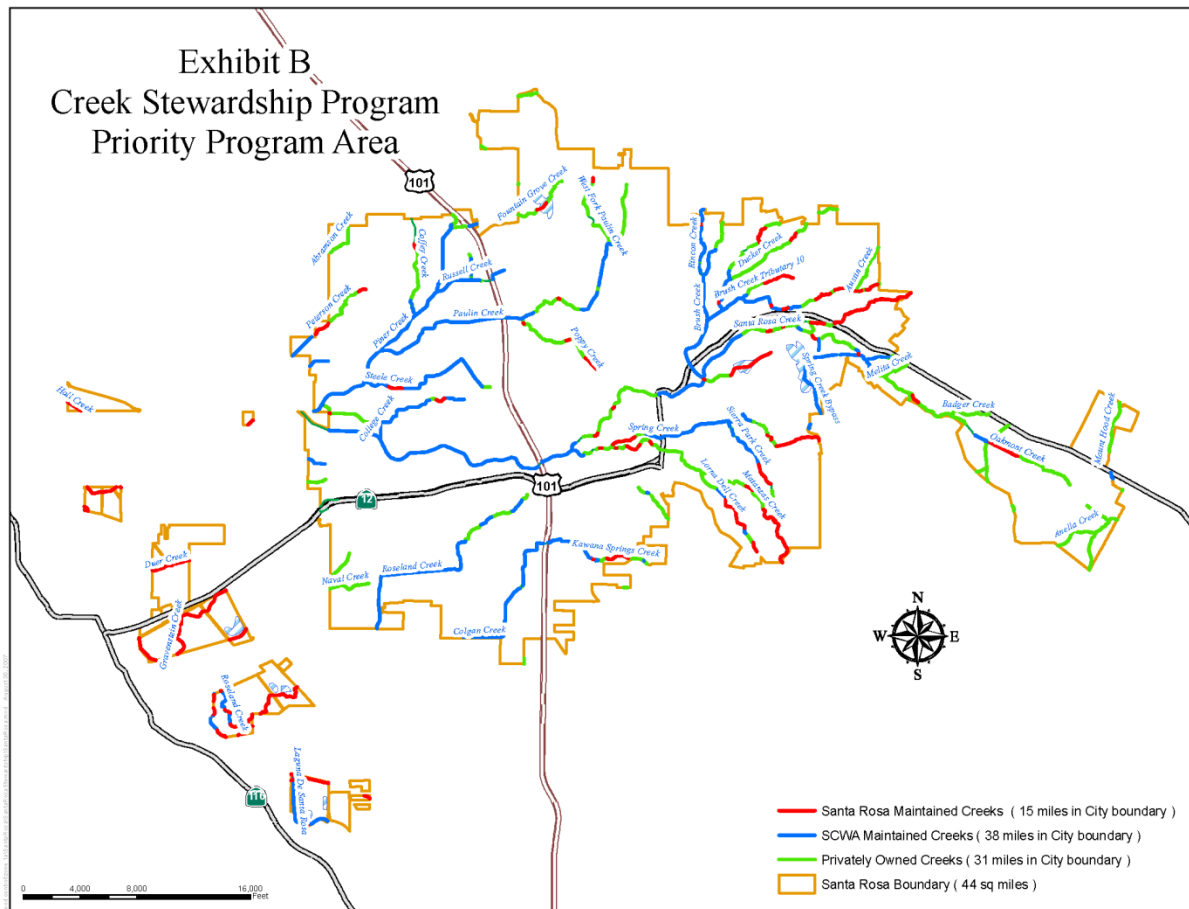 Exhibit B
Creek Stewardship Program
Priority Program Area
101
Fountain Grove Creek
West Fork Paulin Creek
Abramson Creek
Coffey Creek
Russell Creek
Rincon Creek
Ducker Creek
Brush Creek Tributary 10
Austin Creek
Peterson Creek
Piner Creek
Paulin Creek
Brush Creek
Santa Rosa Creek
Poppy Creek
Steele Creek
Spring Creek Bypass
Melita Creek
Hall Creek
College Creek
Badger Creek
Mount Hood Creek
Spring Creek
Sierra Park Creek
Oakmont Creek
Lorna Dell Creek
Matanzas Creek
101
12
Annella Creek
Duer Creek
Naval Creek
Roseland Creek
Kawana Springs Creek
Gravenstein Creek
Colgan Creek
N
W E
S
Roseland Creek
Laguna De Santa Rosa
116
Santa Rosa Maintained Creeks ( 15 miles in City boundary )
SCWA Maintained Creeks ( 38 miles in City boundary )
Privately Owned Creeks ( 31 miles in City boundary )
Santa Rosa Boundary ( 44 sq miles )
0 4,000 8,000 16,000
Feet